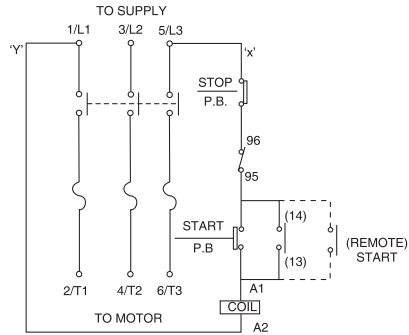 TO SUPPLY
1/L1 3/L2 5/L3
'Y' 'x'
STOP
P.B.
96
95
START
P.B
(14)
(13)
(REMOTE)
START
2/T1 4/T2 6/T3
A1
COIL
TO MOTOR
A2